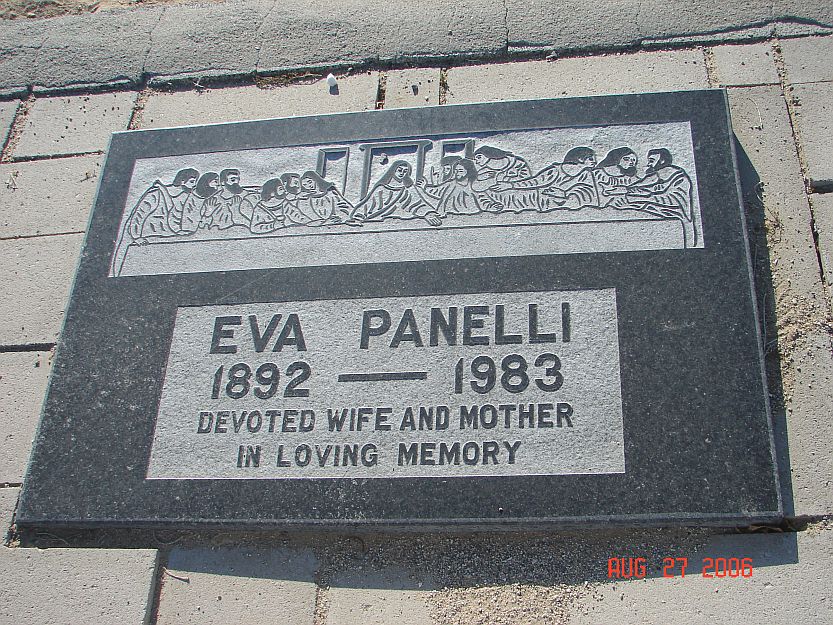 EVA PANELLI
1892 — 1983
DEVOTED WIFE AND MOTHER
IN LOVING MEMORY
AUG 27 2006